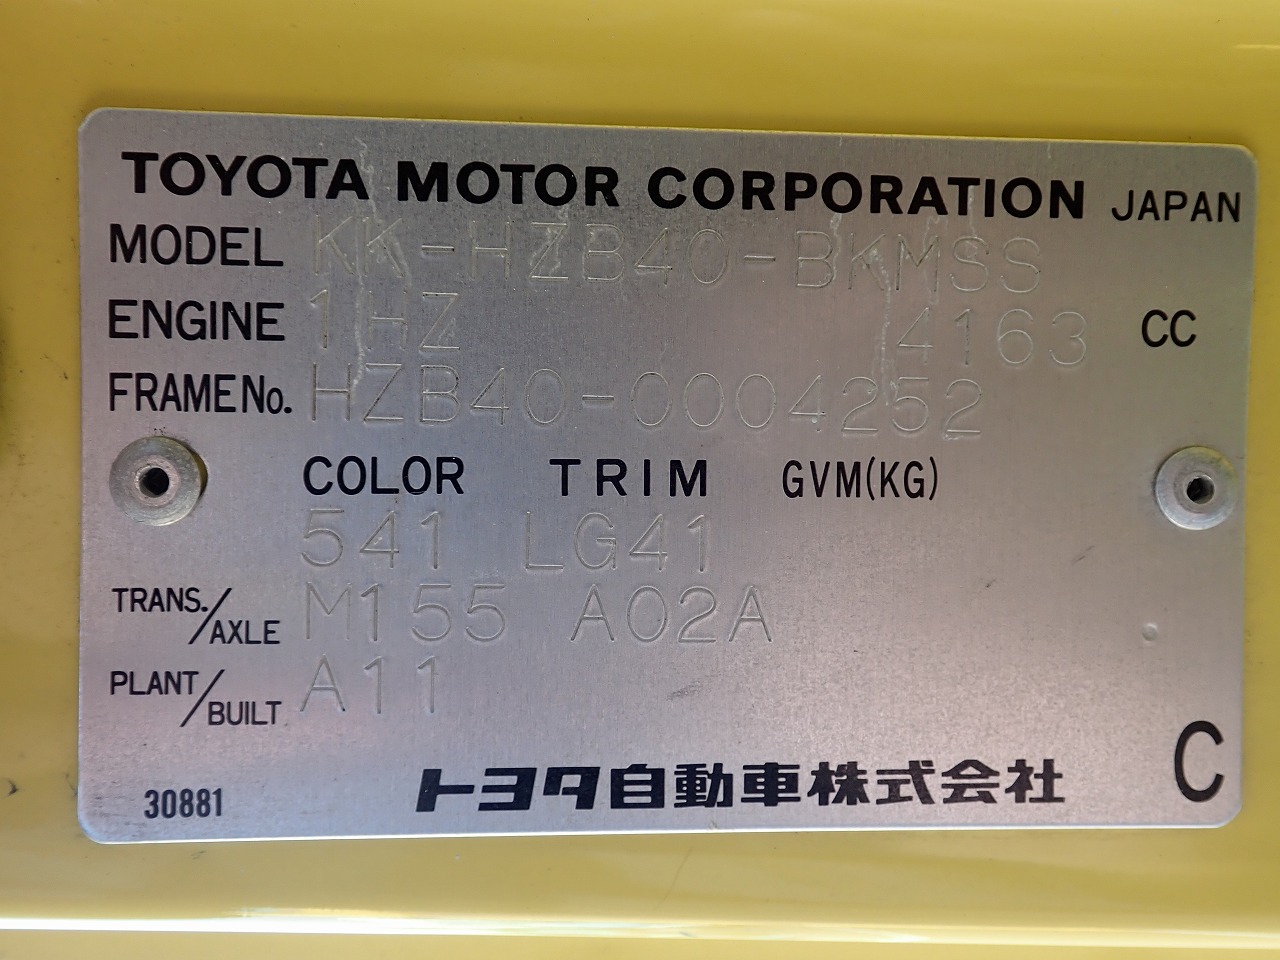 TOYOTA MOTOR CORPORATION JAPAN
MODEL KK-HZB40-BKMSS
ENGINE 1HZ 4163 CC
FRAME No. HZB40-0004252
COLOR TRIM GVM(KG)
541 LG41
TRANS./AXLE M155 A02A
PLANT/BUILT A11
C
30881 トヨタ自動車株式会社